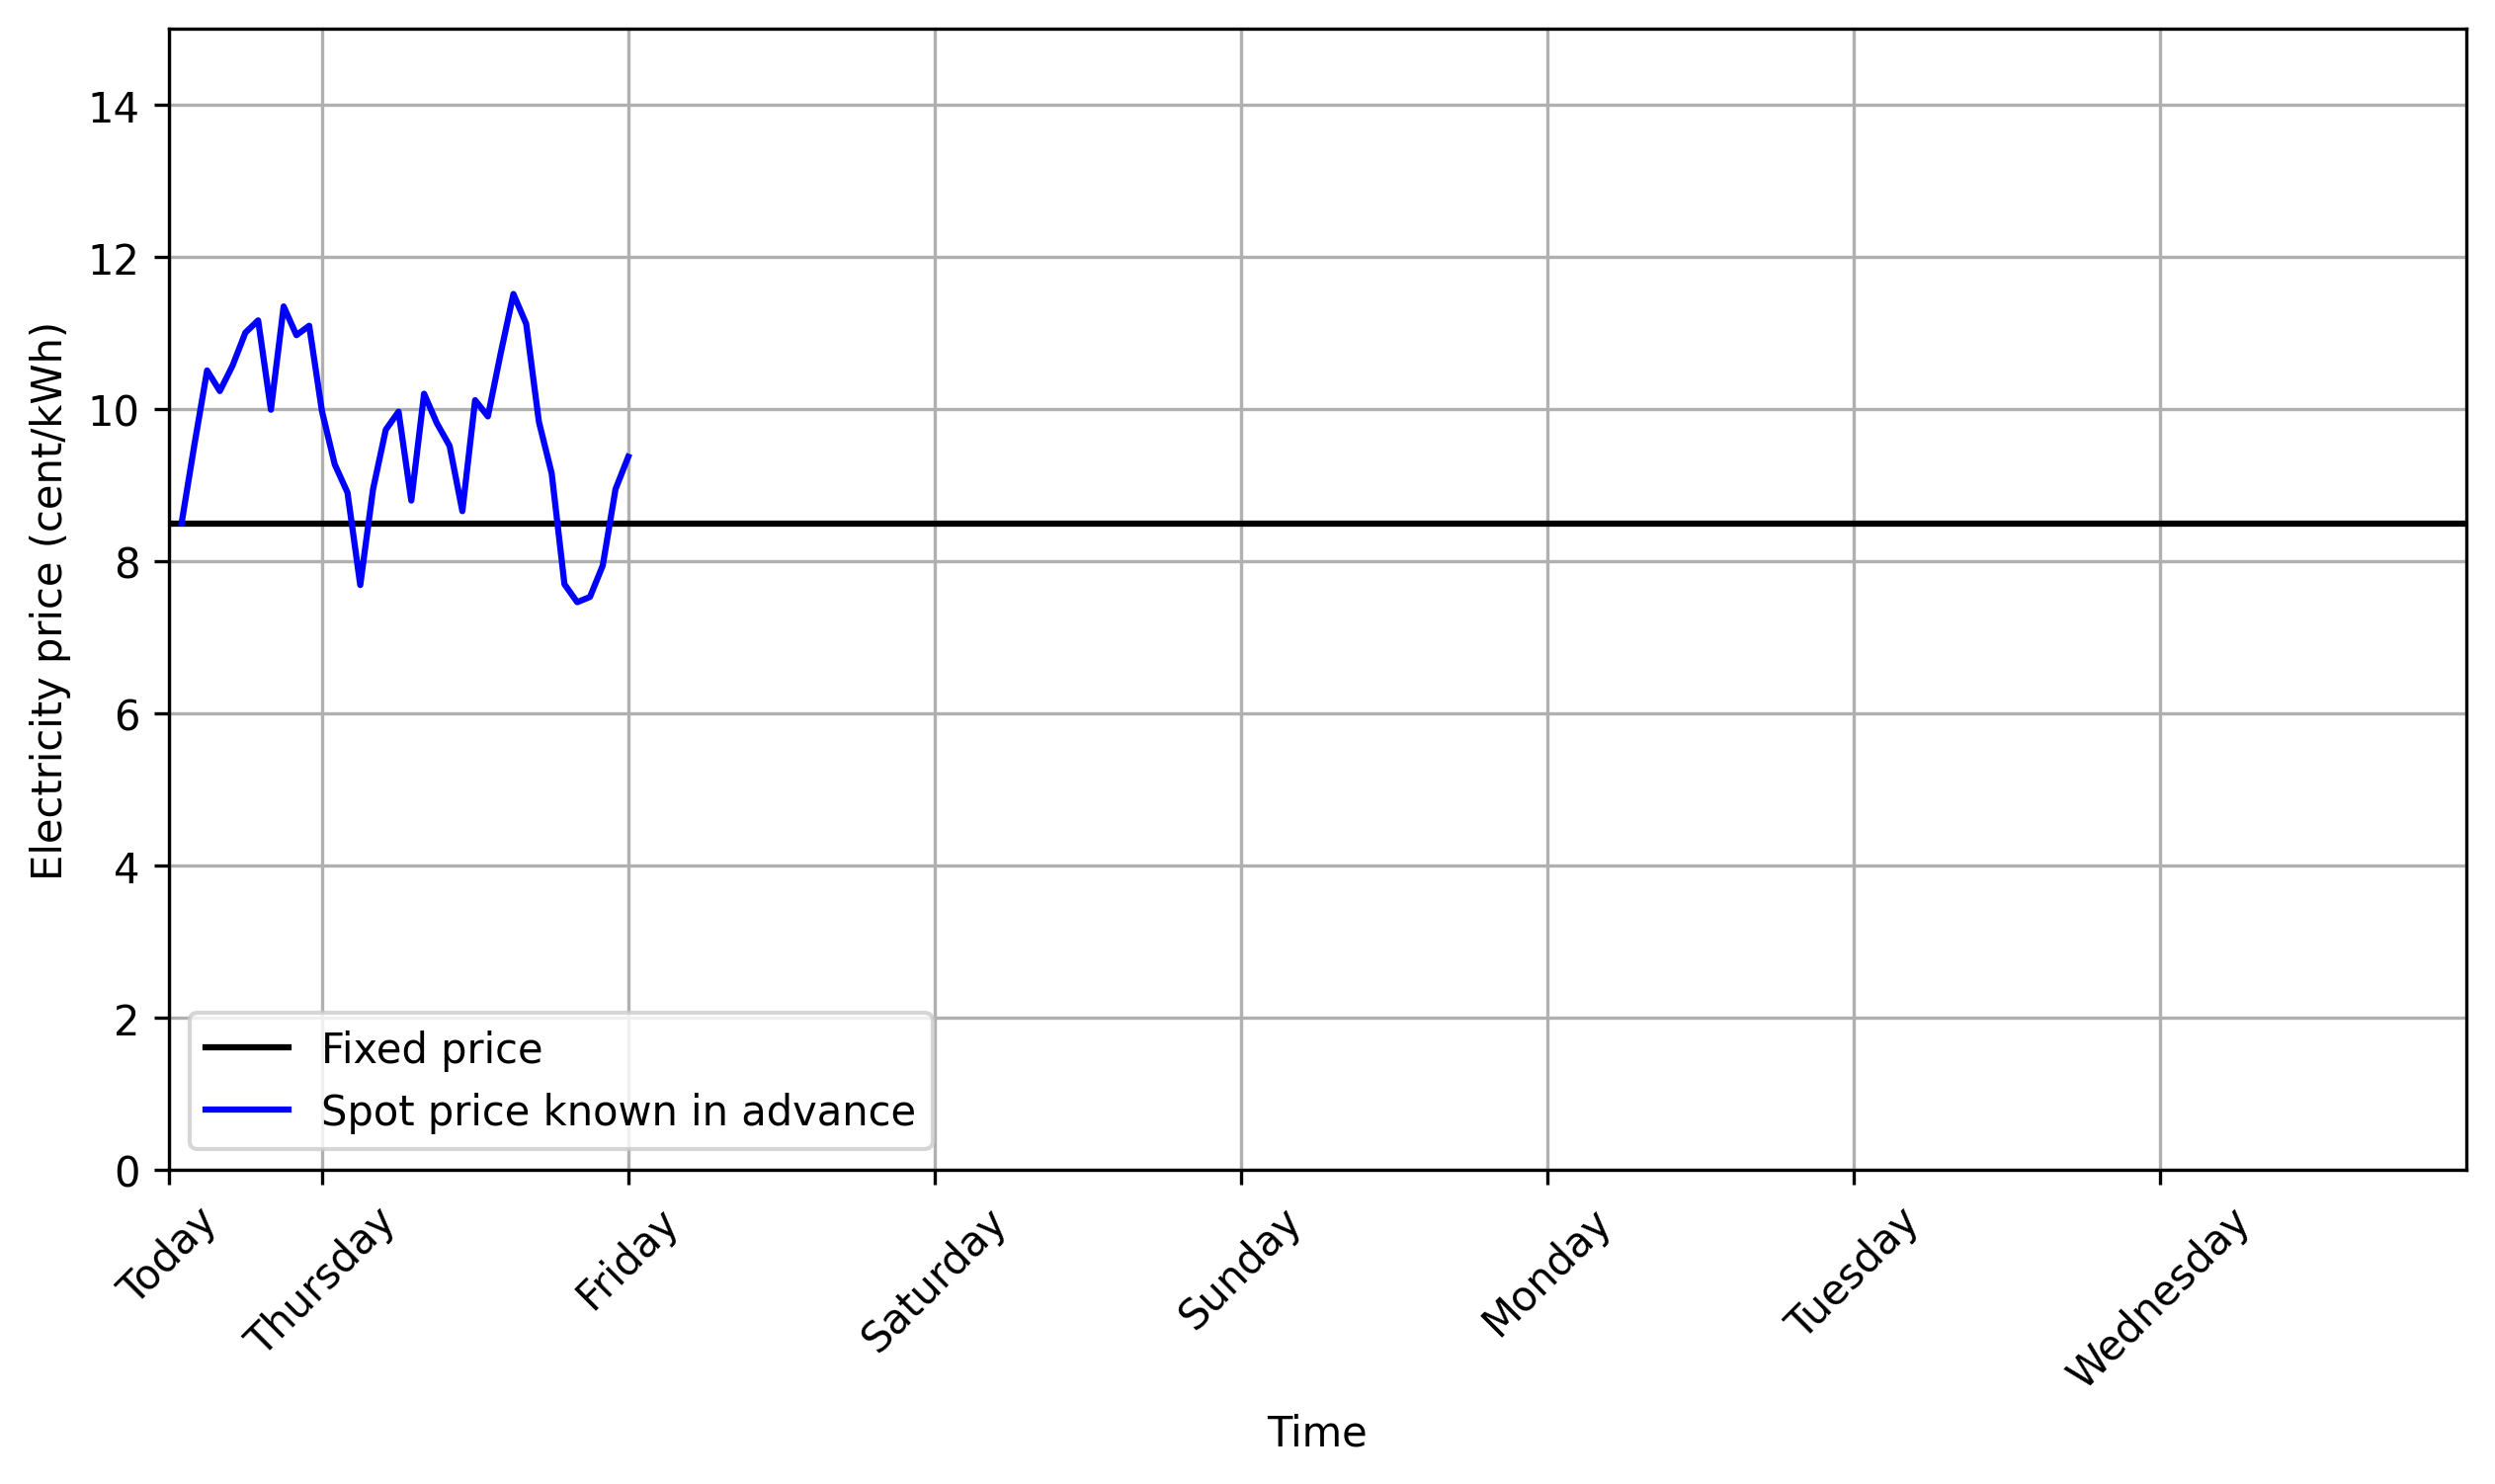 Electricity price (cent/kWh)
14
12
10
8
6
4
2
0
Fixed price
Spot price known in advance
Today
Thursday
Friday
Saturday
Sunday
Monday
Tuesday
Wednesday
Time